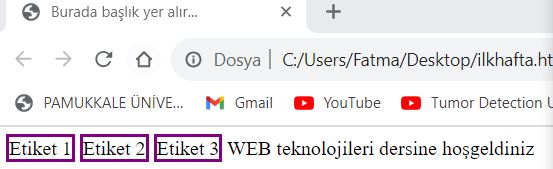 Burada başlık yer alır...
Dosya | C:/Users/Fatma/Desktop/ilkhafta.ht
PAMUKKALE ÜNİVE... Gmail YouTube Tumor Detection U
Etiket 1 Etiket 2 Etiket 3 WEB teknolojileri dersine hoşgeldiniz